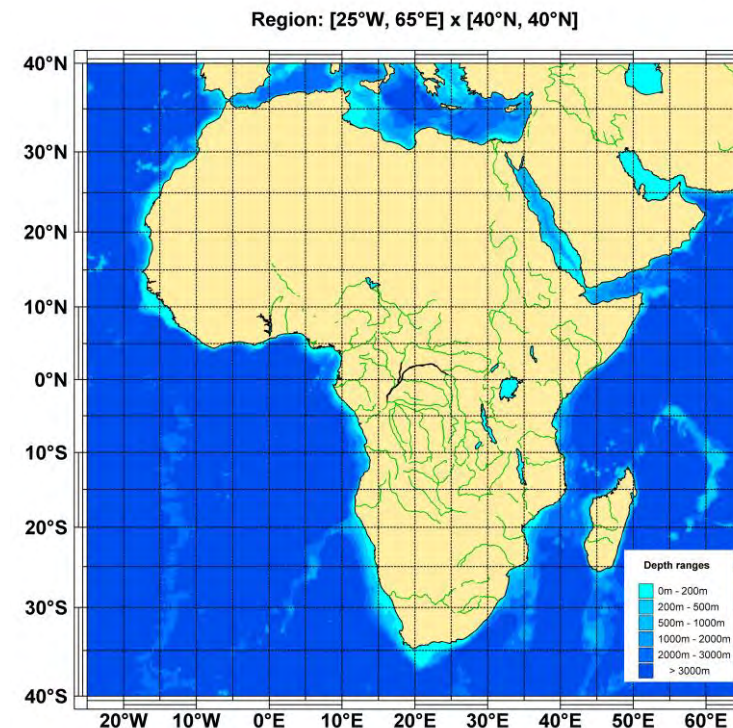 Region: [25°W, 65°E] x [40°N, 40°N]
40°N
30°N
20°N
10°N
0°N
10°S
20°S
30°S
40°S
Depth ranges
0m - 200m
200m - 500m
500m - 1000m
1000m - 2000m
2000m - 3000m
> 3000m
20°W 10°W 0°E 10°E 20°E 30°E 40°E 50°E 60°E